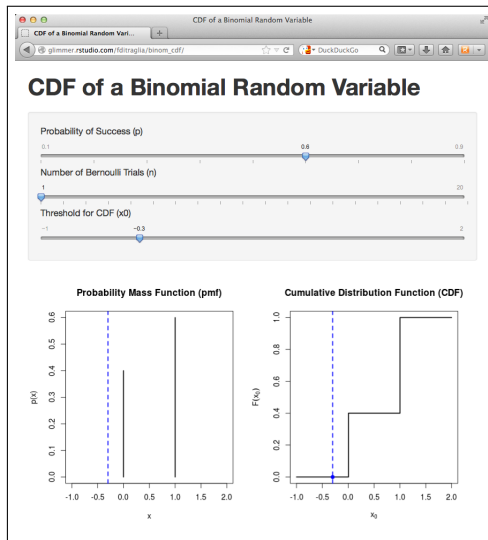 CDF of a Binomial Random Variable
CDF of a Binomial Random Vari...
glimmer.rstudio.com/fditraglia/binom_cdf/
DuckDuckGo
CDF of a Binomial Random Variable
Probability of Success (p)
0.1 0.6 0.9
Number of Bernoulli Trials (n)
1 20
Threshold for CDF (x0)
−1 −0.3 2
Probability Mass Function (pmf)
p(x)
0.6
0.5
0.4
0.3
0.2
0.1
0.0
-1.0 -0.5 0.0 0.5 1.0 1.5 2.0
x
Cumulative Distribution Function (CDF)
F(x₀)
1.0
0.8
0.6
0.4
0.2
0.0
-1.0 -0.5 0.0 0.5 1.0 1.5 2.0
x₀